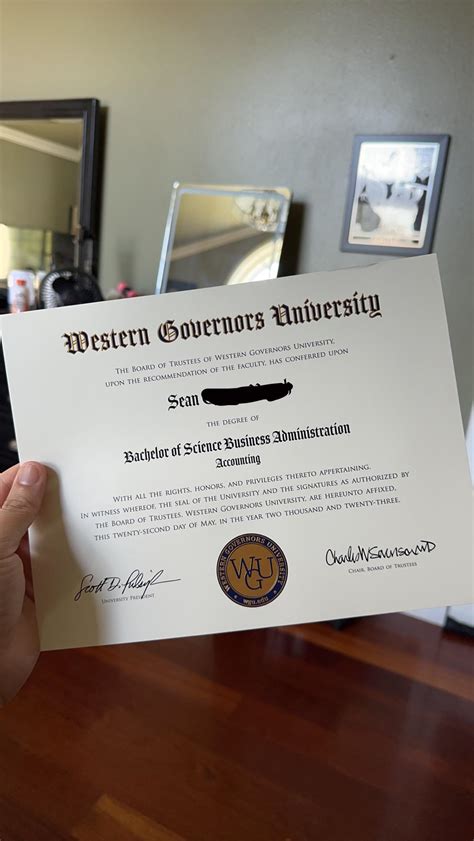 Western Governors University
The Board of Trustees of Western Governors University,
upon the recommendation of the faculty, has conferred upon
Sean
the degree of
Bachelor of Science Business Administration
Accounting
With all the rights, honors, and privileges thereto appertaining.
In witness whereof, the seal of the University and the signatures as authorized by
the Board of Trustees, Western Governors University, are hereunto affixed,
this twenty-second day of May, in the year two thousand and twenty-three.
Scott D. Pulsipher
University President
WESTERN GOVERNORS UNIVERSITY
WGU
wgu.edu
Chair, Board of Trustees